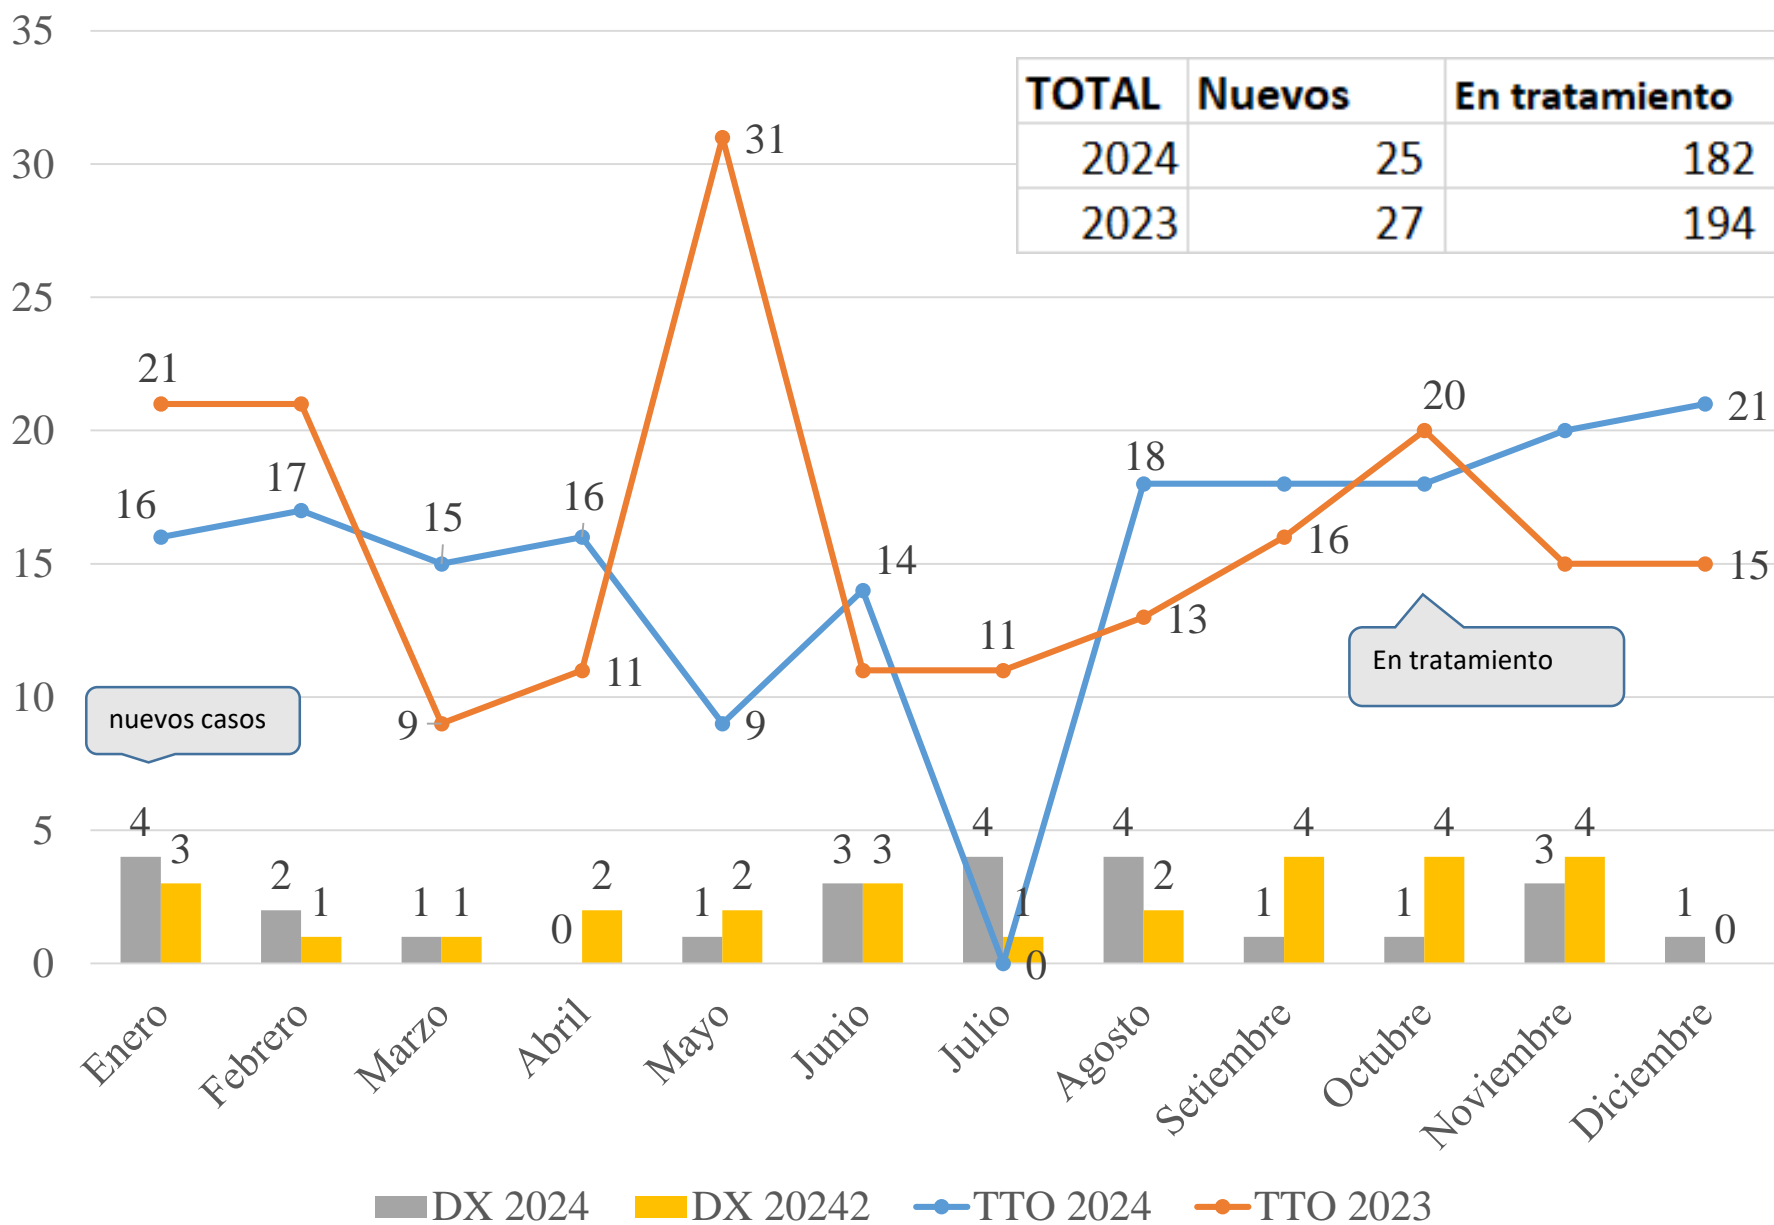 35
TOTAL Nuevos En tratamiento
2024 25 182
2023 27 194
30
31
25
21
20
16
17
15
16
18
20
21
15
14
16
15
13
11
11
9
9
10
nuevos casos
En tratamiento
5
4
3
2
1
1
1
0
2
1
2
3
3
4
1
0
4
2
1
4
1
4
3
4
1
0
0
Enero
Febrero
Marzo
Abril
Mayo
Junio
Julio
Agosto
Setiembre
Octubre
Noviembre
Diciembre
DX 2024 DX 20242 TTO 2024 TTO 2023